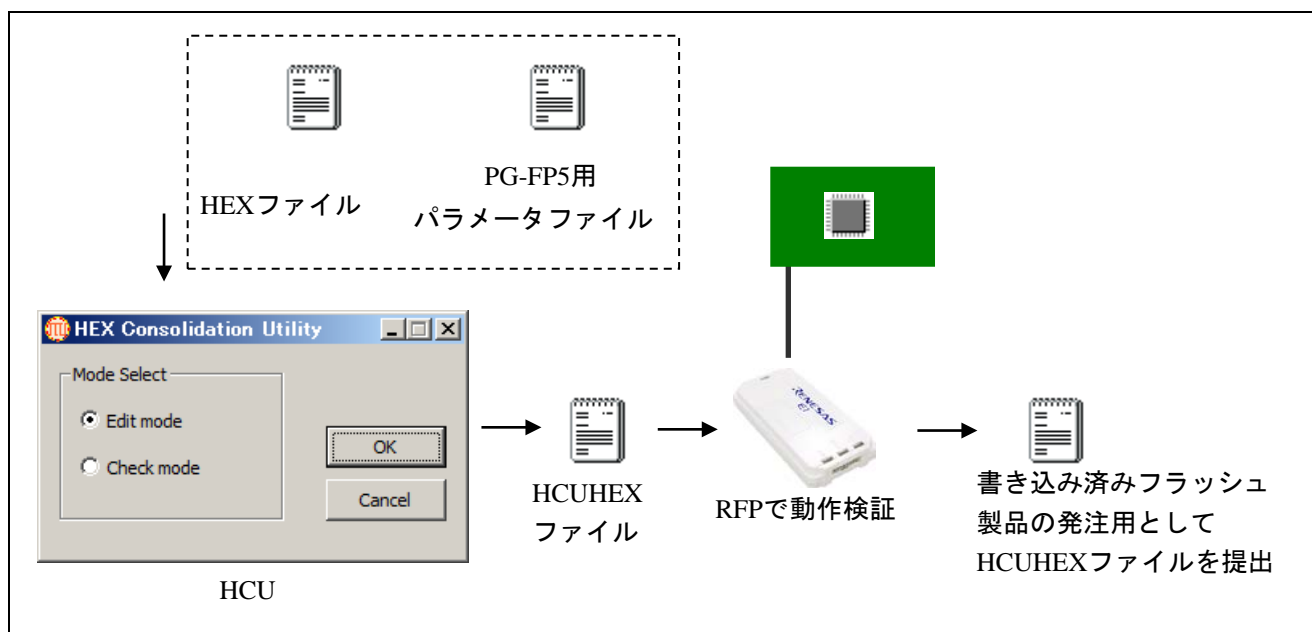 HEXファイル
PG-FP5用
パラメータファイル
HEX Consolidation Utility
Mode Select
Edit mode
Check mode
OK
Cancel
HCU
HCUHEX
ファイル
RENESAS
E1
RFPで動作検証
書き込み済みフラッシュ
製品の発注用として
HCUHEXファイルを提出